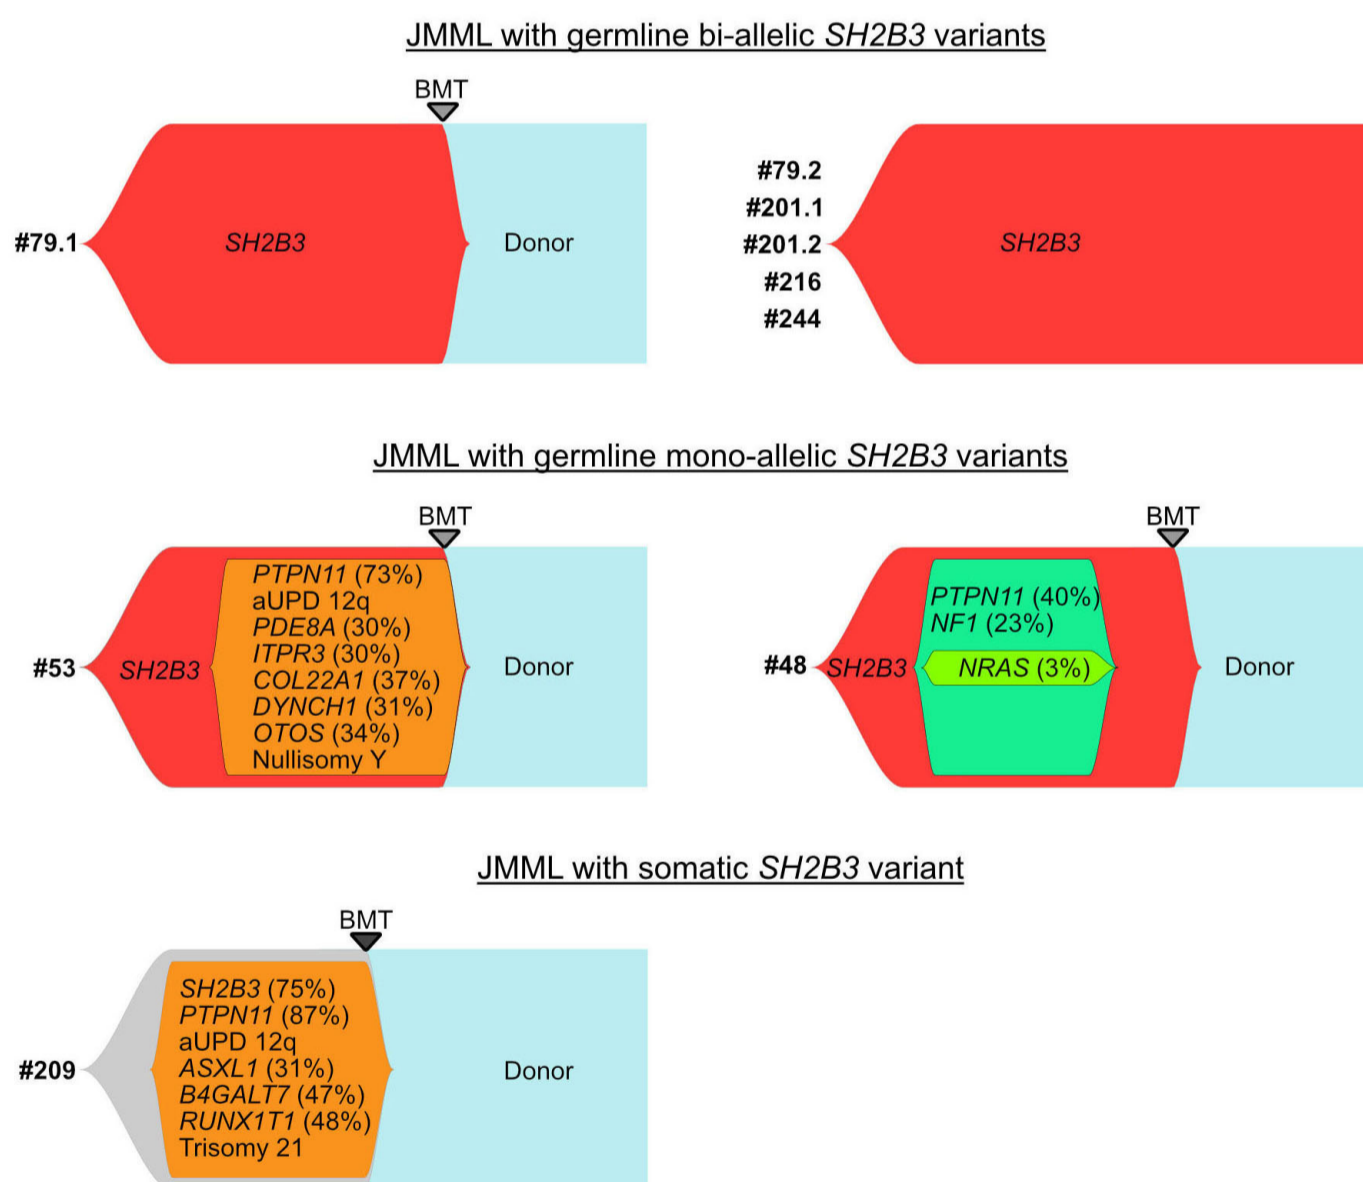 JMML with germline bi-allelic SH2B3 variants
BMT
#79.1
SH2B3
Donor
#79.2
#201.1
#201.2
#216
#244
SH2B3
JMML with germline mono-allelic SH2B3 variants
BMT
#53
SH2B3
PTPN11 (73%)
aUPD 12q
PDE8A (30%)
ITPR3 (30%)
COL22A1 (37%)
DYNCH1 (31%)
OTOS (34%)
Nullisomy Y
Donor
BMT
#48
SH2B3
PTPN11 (40%)
NF1 (23%)
NRAS (3%)
Donor
JMML with somatic SH2B3 variant
BMT
#209
SH2B3 (75%)
PTPN11 (87%)
aUPD 12q
ASXL1 (31%)
B4GALT7 (47%)
RUNX1T1 (48%)
Trisomy 21
Donor